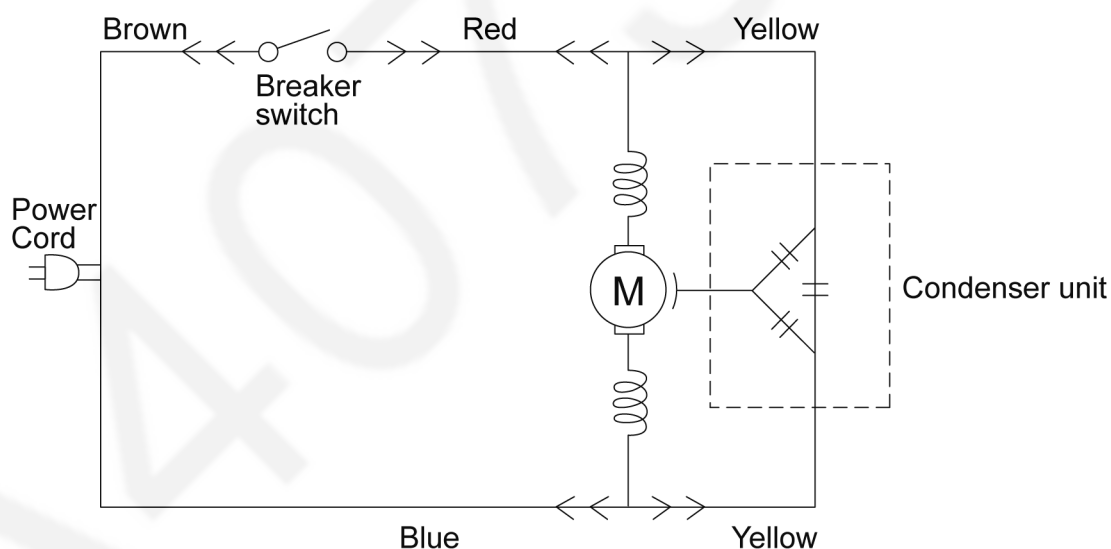 Brown
Red
Yellow
Breaker
switch
Power
Cord
M
Condenser unit
Blue
Yellow